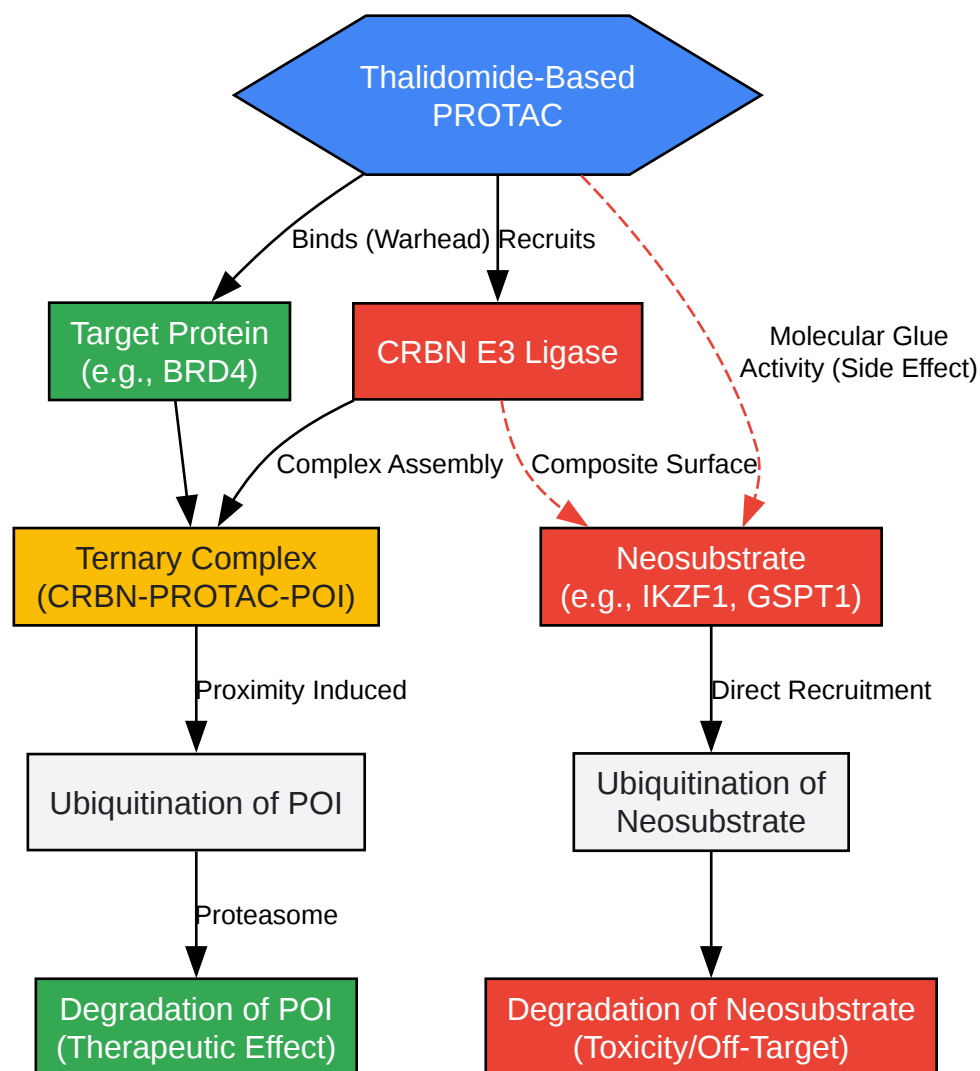 Thalidomide-Based
PROTAC
Binds (Warhead)
Recruits
Target Protein
(e.g., BRD4)
CRBN E3 Ligase
Molecular Glue
Activity (Side Effect)
Complex Assembly
Composite Surface
Ternary Complex
(CRBN-PROTAC-POI)
Neosubstrate
(e.g., IKZF1, GSPT1)
Proximity Induced
Direct Recruitment
Ubiquitination of POI
Ubiquitination of
Neosubstrate
Proteasome
Degradation of POI
(Therapeutic Effect)
Degradation of Neosubstrate
(Toxicity/Off-Target)